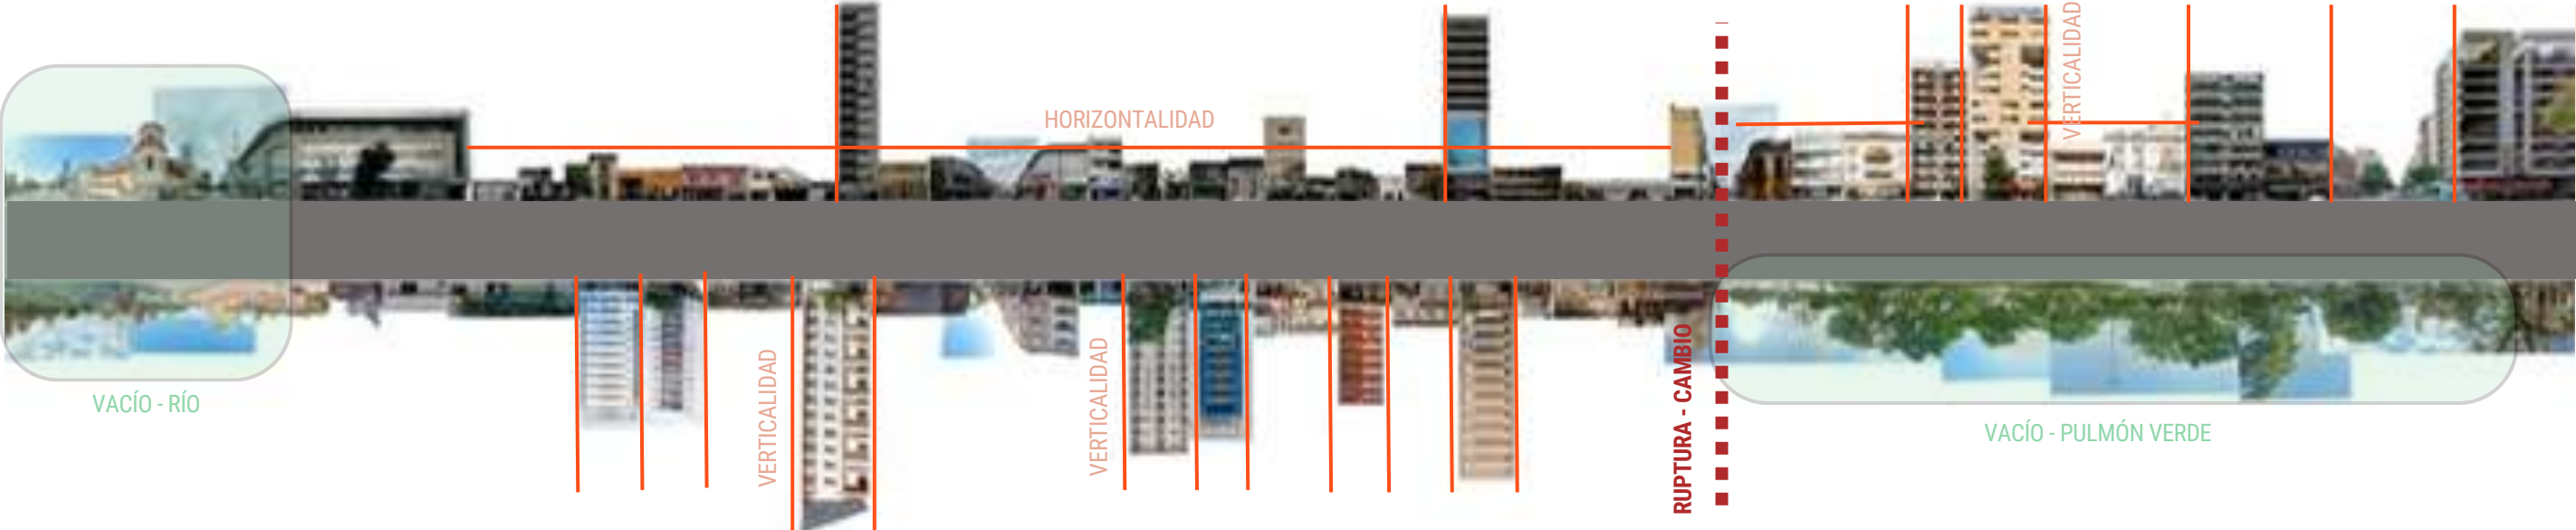 HORIZONTALIDAD
VERTICALIDAD
VACÍO - RÍO
VERTICALIDAD
VERTICALIDAD
RUPTURA - CAMBIO
VACÍO - PULMÓN VERDE